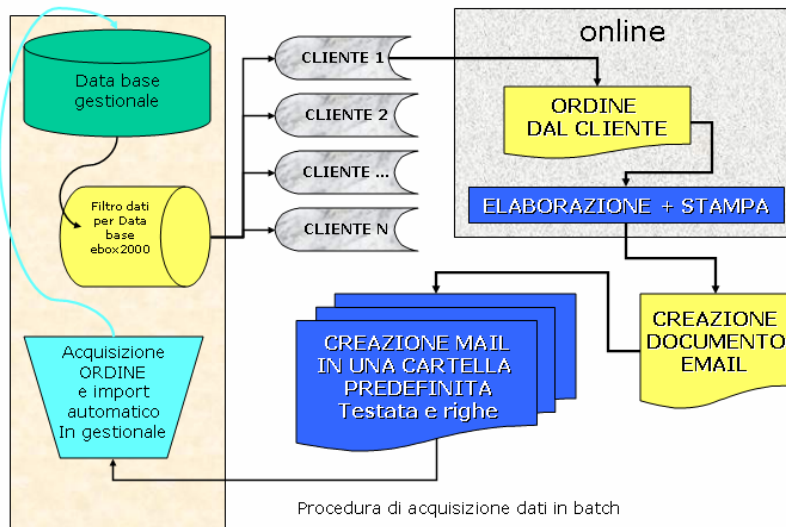 online
Data base
gestionale
CLIENTE 1
CLIENTE 2
CLIENTE ...
CLIENTE N
ORDINE
DAL CLIENTE
Filtro dati
per Data
base
ebox2000
ELABORAZIONE + STAMPA
CREAZIONE
DOCUMENTO
EMAIL
CREAZIONE MAIL
IN UNA CARTELLA
PREDEFINITA
Testata e righe
Acquisizione
ORDINE
e import
automatico
In gestionale
Procedura di acquisizione dati in batch